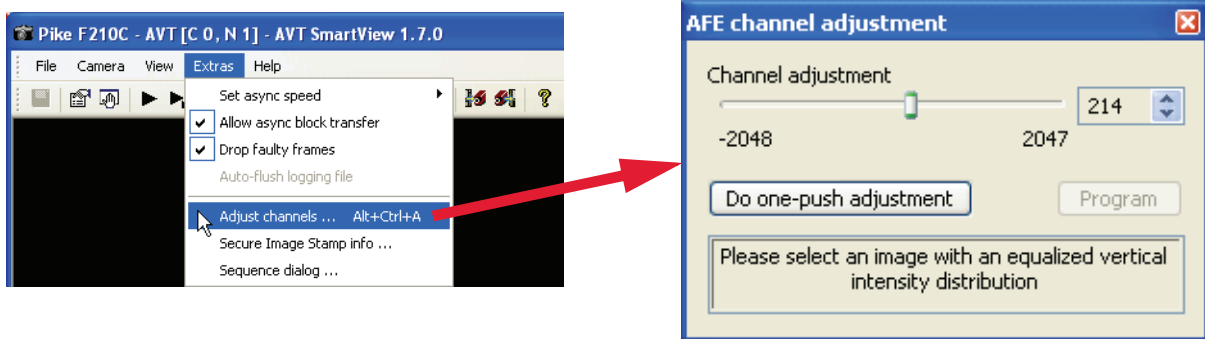 Pike F210C - AVT [C 0, N 1] - AVT SmartView 1.7.0
File Camera View Extras Help
Set async speed
Allow async block transfer
Drop faulty frames
Auto-flush logging file
Adjust channels ... Alt+Ctrl+A
Secure Image Stamp info ...
Sequence dialog ...
AFE channel adjustment
Channel adjustment
214
-2048 2047
Do one-push adjustment Program
Please select an image with an equalized vertical
intensity distribution